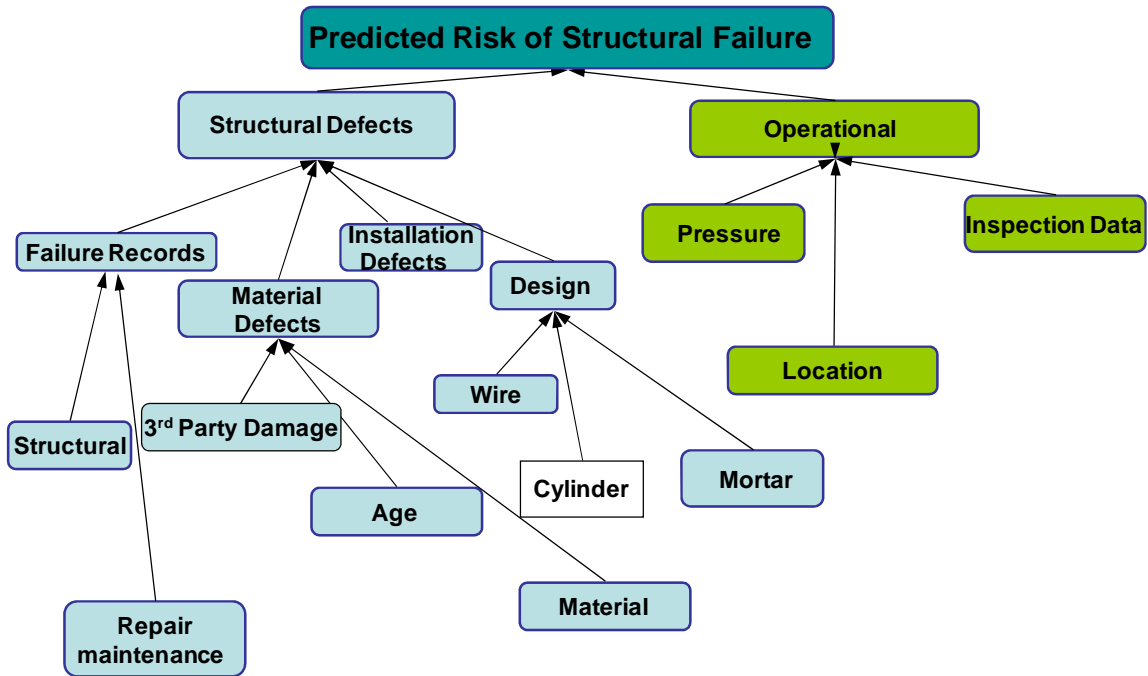 Predicted Risk of Structural Failure
Structural Defects
Operational
Failure Records
Installation
Defects
Pressure
Inspection Data
Material
Defects
Design
Location
Wire
Structural
3rd Party Damage
Cylinder
Mortar
Age
Material
Repair
maintenance